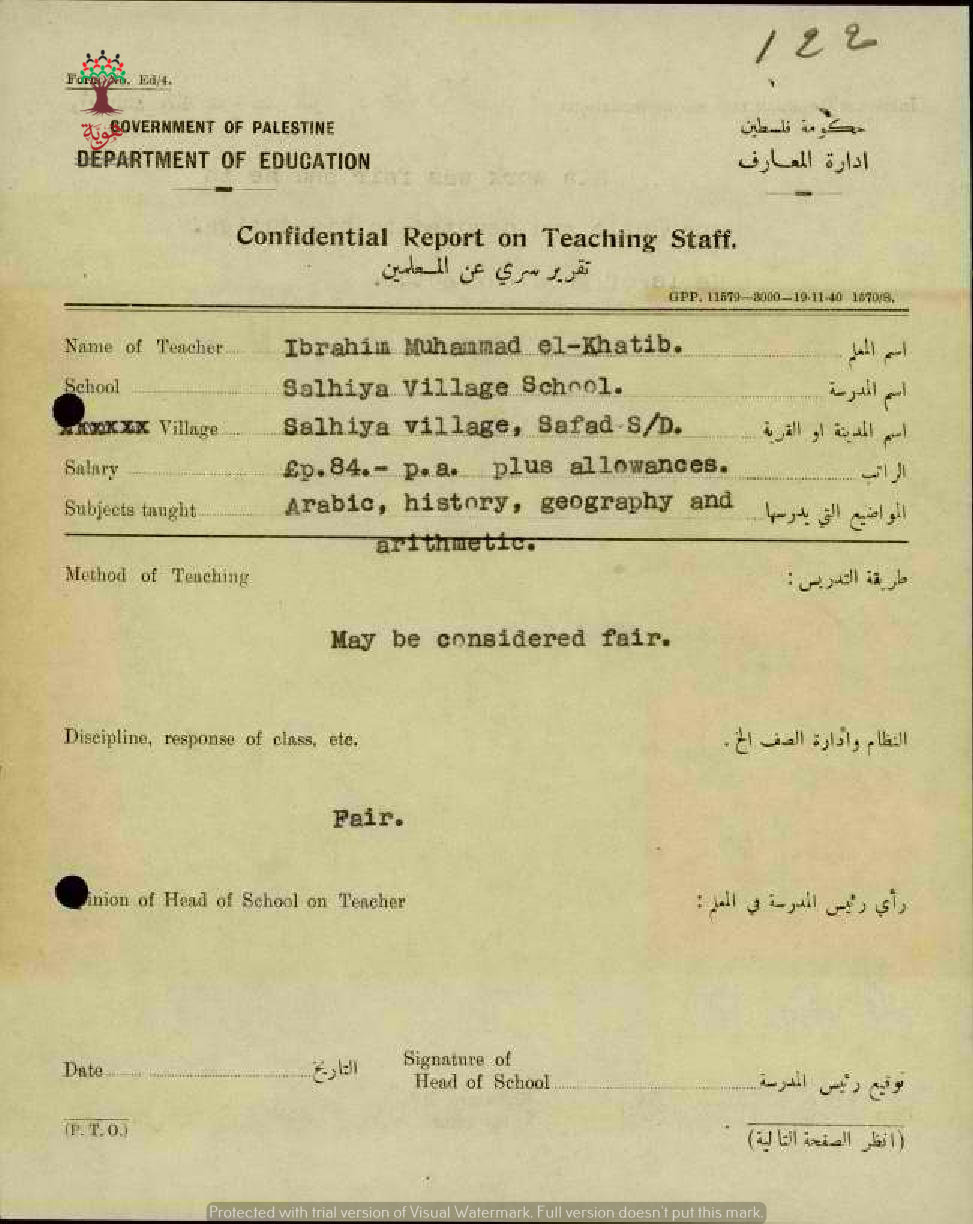 122
Form No. Ed/4.
هوية
GOVERNMENT OF PALESTINE
حكومة فلسطين
DEPARTMENT OF EDUCATION
ادارة المعارف
Confidential Report on Teaching Staff.
تقرير سري عن المعلمين
GPP. 11579—3000—19-11-40 1570/S.
Name of Teacher Ibrahim Muhammad el-Khatib. اسم المعلم
School Salhiya Village School. اسم المدرسة
Village Salhiya village, Safad S/D. اسم المدينة او القرية
Salary £p.84.- p.a. plus allowances. الراتب
Subjects taught Arabic, history, geography and المواضيع التي يدرسها
arithmetic.
Method of Teaching طريقة التدريس :
May be considered fair.
Discipline, response of class, etc. النظام وادارة الصف الخ .
Fair.
inion of Head of School on Teacher رأي رئيس المدرسة في المعلم :
Date التاريخ Signature of
Head of School توقيع رئيس المدرسة
(P. T. O.) (انظر الصفحة التالية)
Protected with trial version of Visual Watermark. Full version doesn't put this mark.